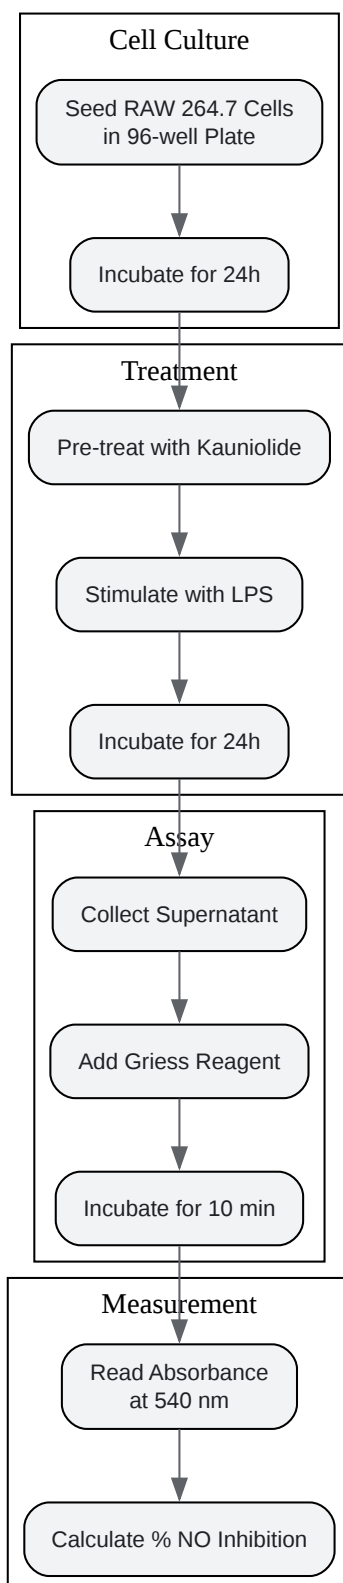 Cell Culture
Seed RAW 264.7 Cells
in 96-well Plate
Incubate for 24h
Treatment
Pre-treat with Kauniolide
Stimulate with LPS
Incubate for 24h
Assay
Collect Supernatant
Add Griess Reagent
Incubate for 10 min
Measurement
Read Absorbance
at 540 nm
Calculate % NO Inhibition